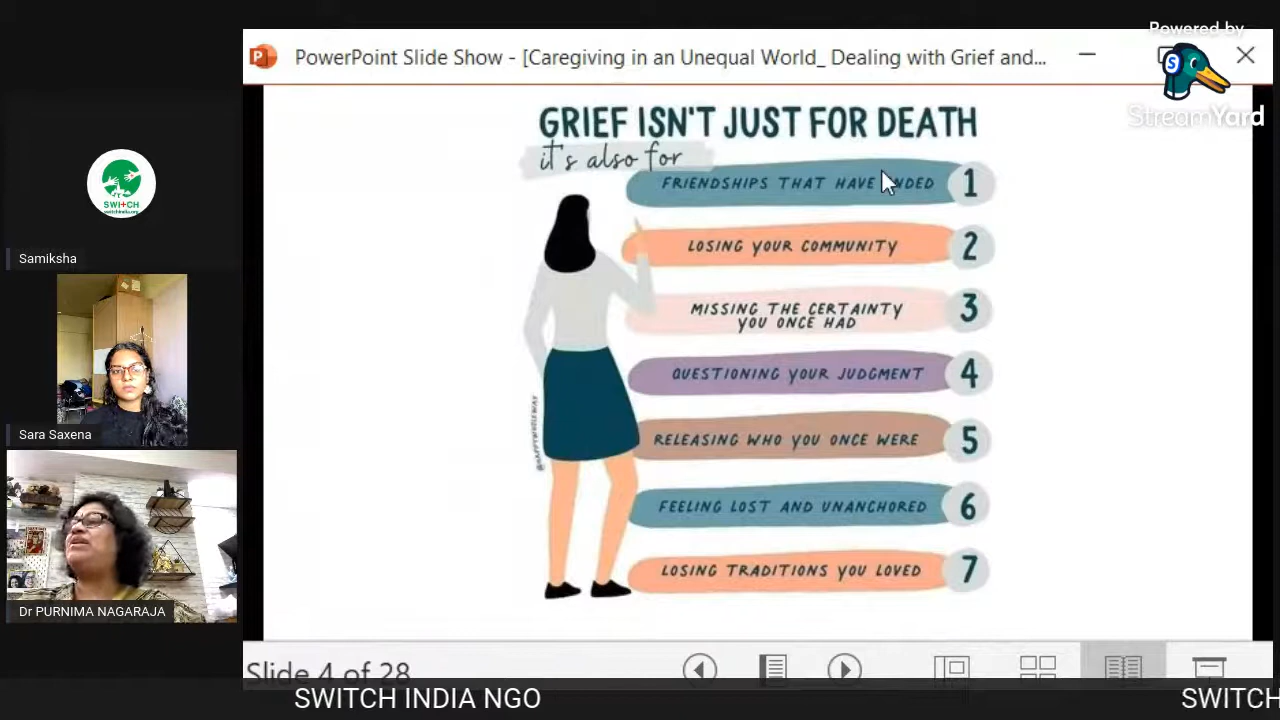 Powered by
StreamYard
PowerPoint Slide Show - [Caregiving in an Unequal World_ Dealing with Grief and...
GRIEF ISN'T JUST FOR DEATH
it's also for
FRIENDSHIPS THAT HAVE ENDED 1
LOSING YOUR COMMUNITY 2
MISSING THE CERTAINTY
YOU ONCE HAD 3
QUESTIONING YOUR JUDGMENT 4
RELEASING WHO YOU ONCE WERE 5
FEELING LOST AND UNANCHORED 6
LOSING TRADITIONS YOU LOVED 7
SWITCH
switchindia.org
Samiksha
Sara Saxena
Dr PURNIMA NAGARAJA
Slide 4 of 28
SWITCH INDIA NGO
SWITCH